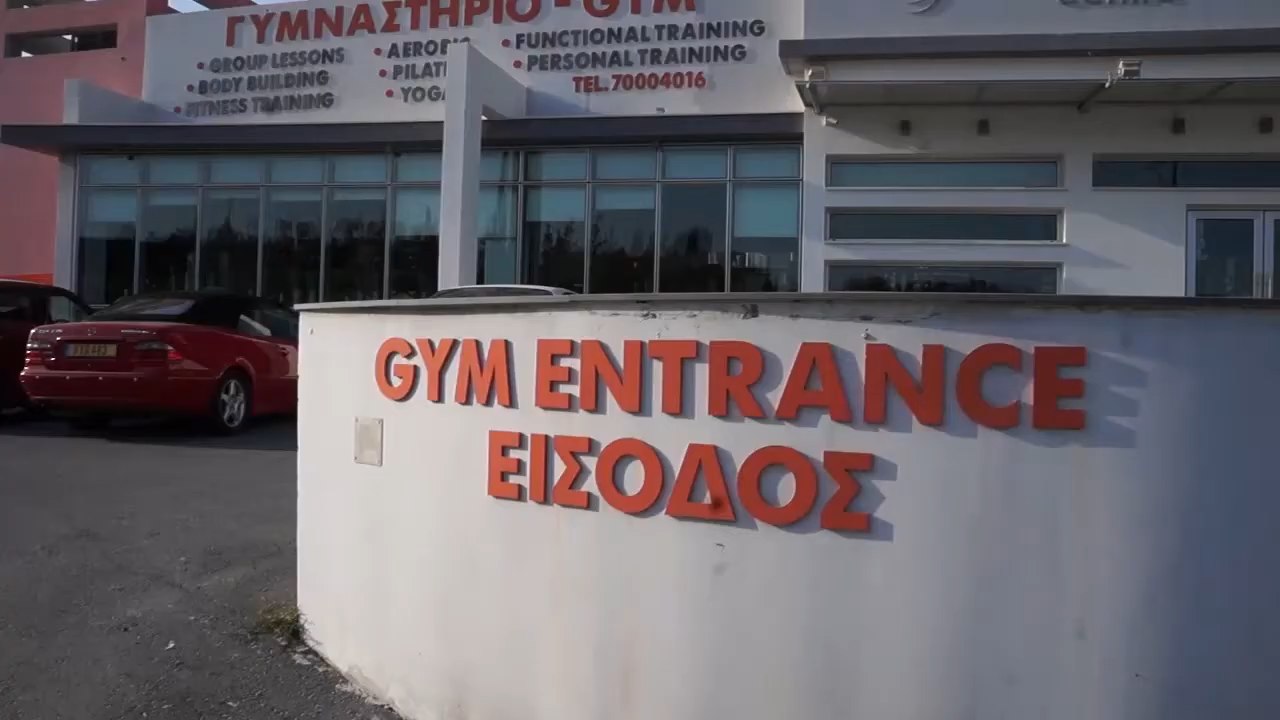 ΓΥΜΝΑΣΤΗΡΙΟ - GYM
• GROUP LESSONS
• BODY BUILDING
• FITNESS TRAINING
• AEROBIC
• PILATES
• YOGA
• FUNCTIONAL TRAINING
• PERSONAL TRAINING
TEL. 70004016
GYM ENTRANCE
ΕΙΣΟΔΟΣ